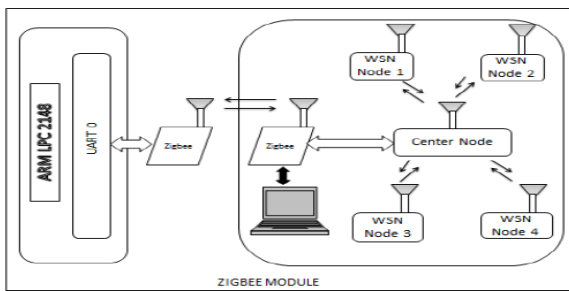 ARM LPC 2148
UART 0
Zigbee
Zigbee
WSN
Node 1
WSN
Node 2
Center Node
WSN
Node 3
WSN
Node 4
ZIGBEE MODULE